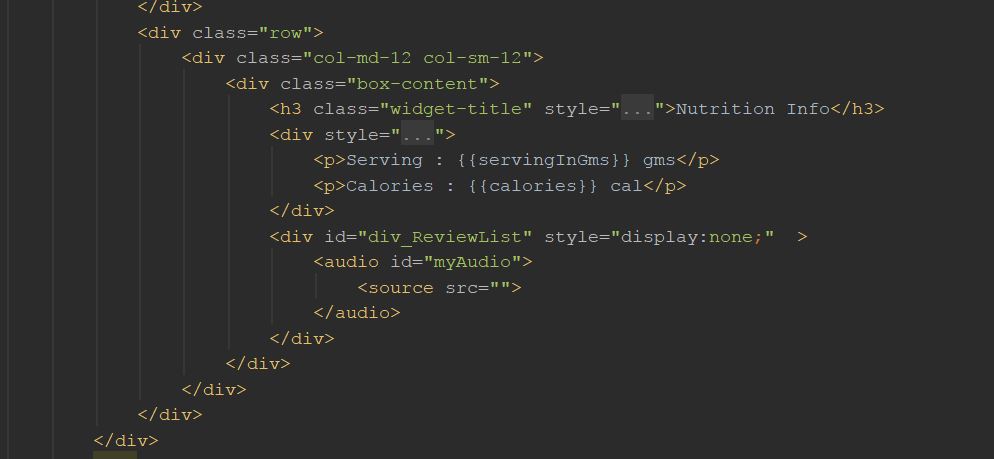 </div>
<div class="row">
<div class="col-md-12 col-sm-12">
<div class="box-content">
<h3 class="widget-title" style="...">Nutrition Info</h3>
<div style="...">
<p>Serving : {{servingInGms}} gms</p>
<p>Calories : {{calories}} cal</p>
</div>
<div id="div_ReviewList" style="display:none;"  >
<audio id="myAudio">
<source src="">
</audio>
</div>
</div>
</div>
</div>
</div>